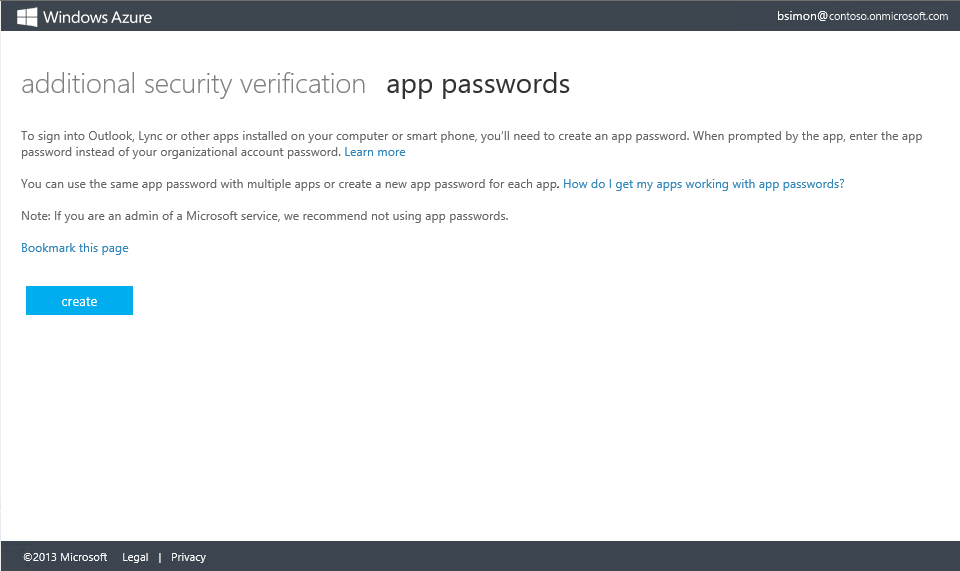 Windows Azure
bsimon@contoso.onmicrosoft.com
additional security verification app passwords
To sign into Outlook, Lync or other apps installed on your computer or smart phone, you'll need to create an app password. When prompted by the app, enter the app
password instead of your organizational account password. Learn more
You can use the same app password with multiple apps or create a new app password for each app. How do I get my apps working with app passwords?
Note: If you are an admin of a Microsoft service, we recommend not using app passwords.
Bookmark this page
create
©2013 Microsoft Legal | Privacy